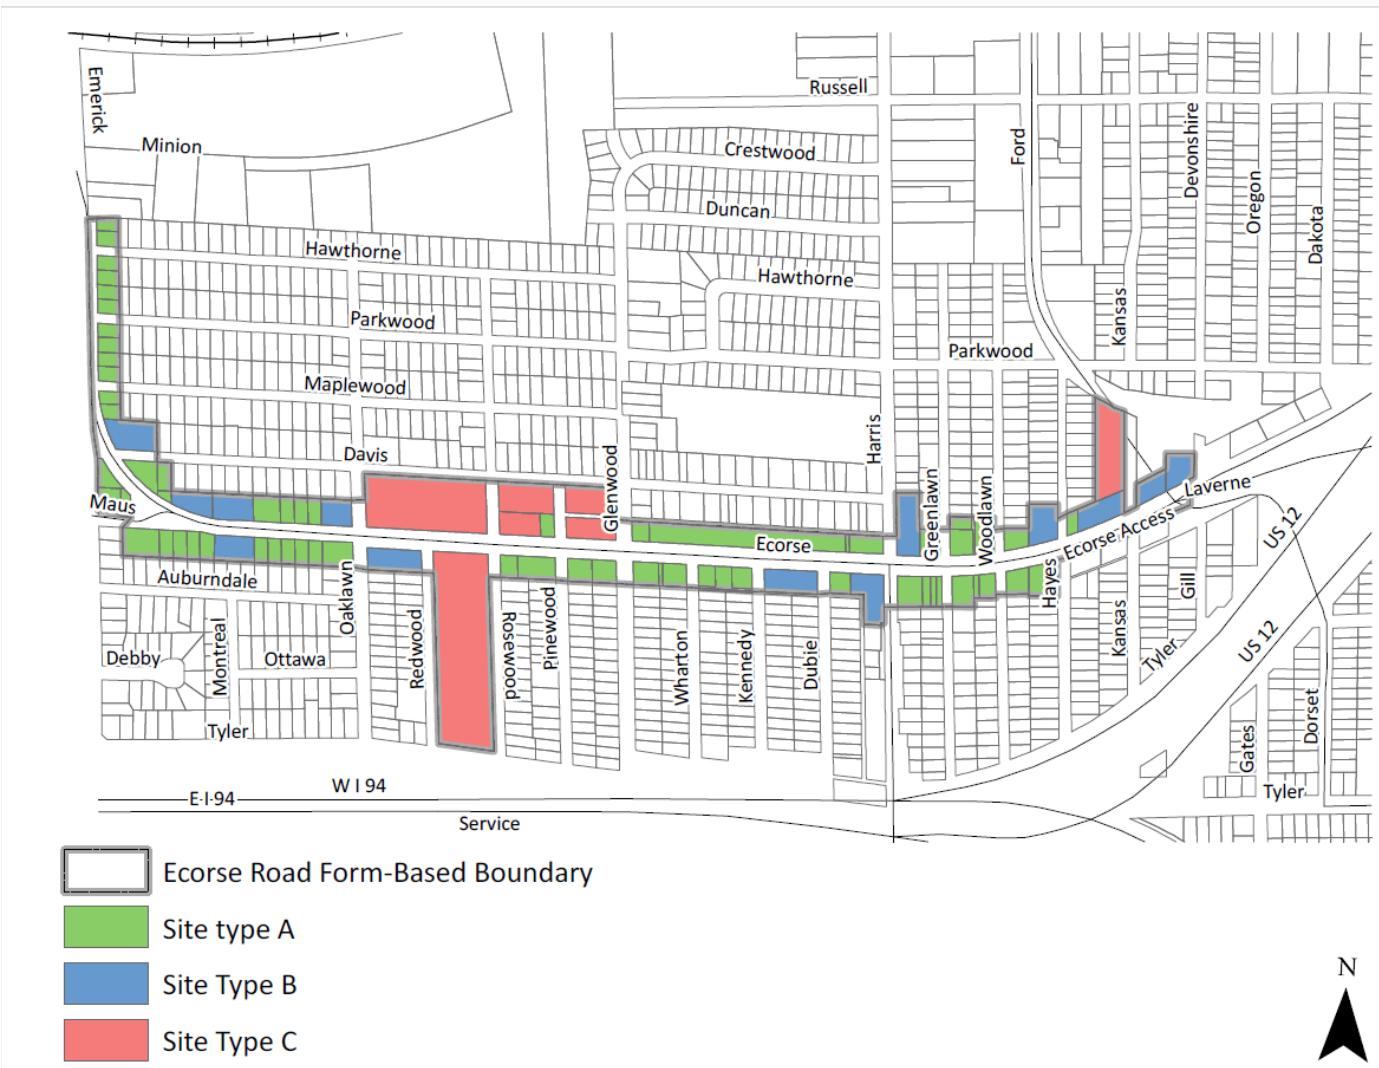 Emerick
Minion
Russell
Crestwood
Duncan
Ford
Devonshire
Oregon
Dakota
Hawthorne
Hawthorne
Kansas
Parkwood
Parkwood
Maplewood
Harris
Davis
Glenwood
Greenlawn
Woodlawn
Laverne
Maus
Ecorse
Ecorse Access
US 12
Auburndale
Oaklawn
Hayes
Gill
Redwood
Rosewood
Pinewood
Kansas
Debby
Montreal
Ottawa
Wharton
Kennedy
Dubie
Tyler
US 12
Tyler
Gates
Dorset
W I 94
E-I-94
Tyler
Service
Ecorse Road Form-Based Boundary
Site type A
Site Type B
Site Type C
N